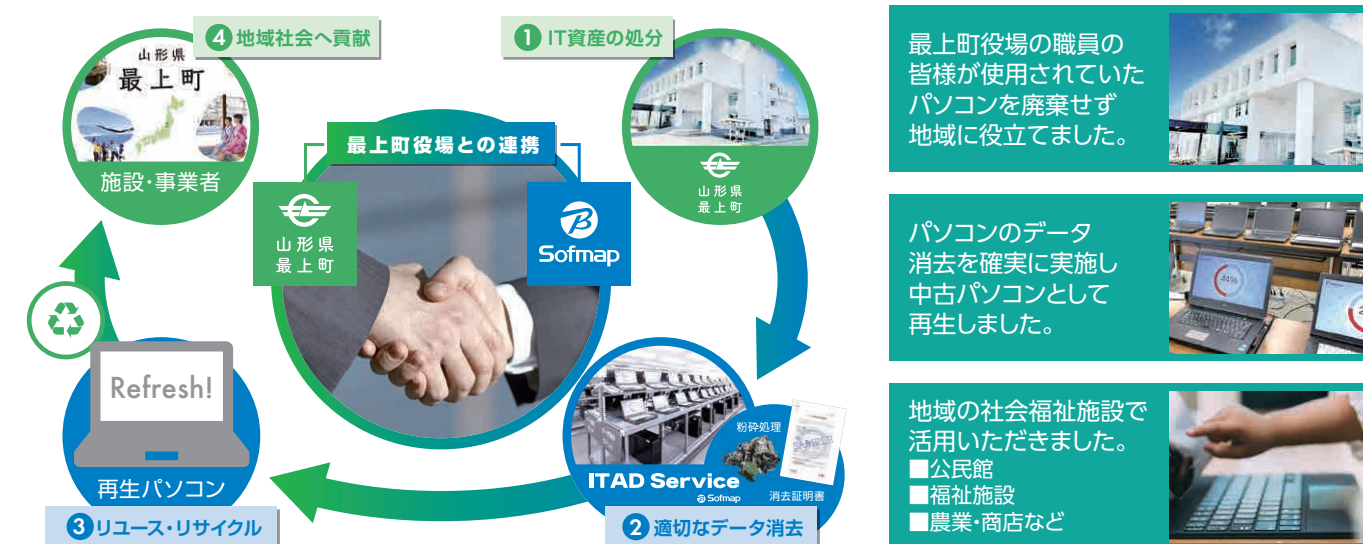 ④地域社会へ貢献
山形県
最上町
施設・事業者
①IT資産の処分
山形県
最上町
最上町役場との連携
山形県
最上町
Sofmap
粉砕処理
SAMPLE
ITAD Service
Sofmap
消去証明書
②適切なデータ消去
Refresh!
再生パソコン
③リユース・リサイクル
最上町役場の職員の
皆様が使用されていた
パソコンを廃棄せず
地域に役立てました。
パソコンのデータ
消去を確実に実施し
中古パソコンとして
再生しました。
44%
地域の社会福祉施設で
活用いただきました。
■公民館
■福祉施設
■農業・商店など